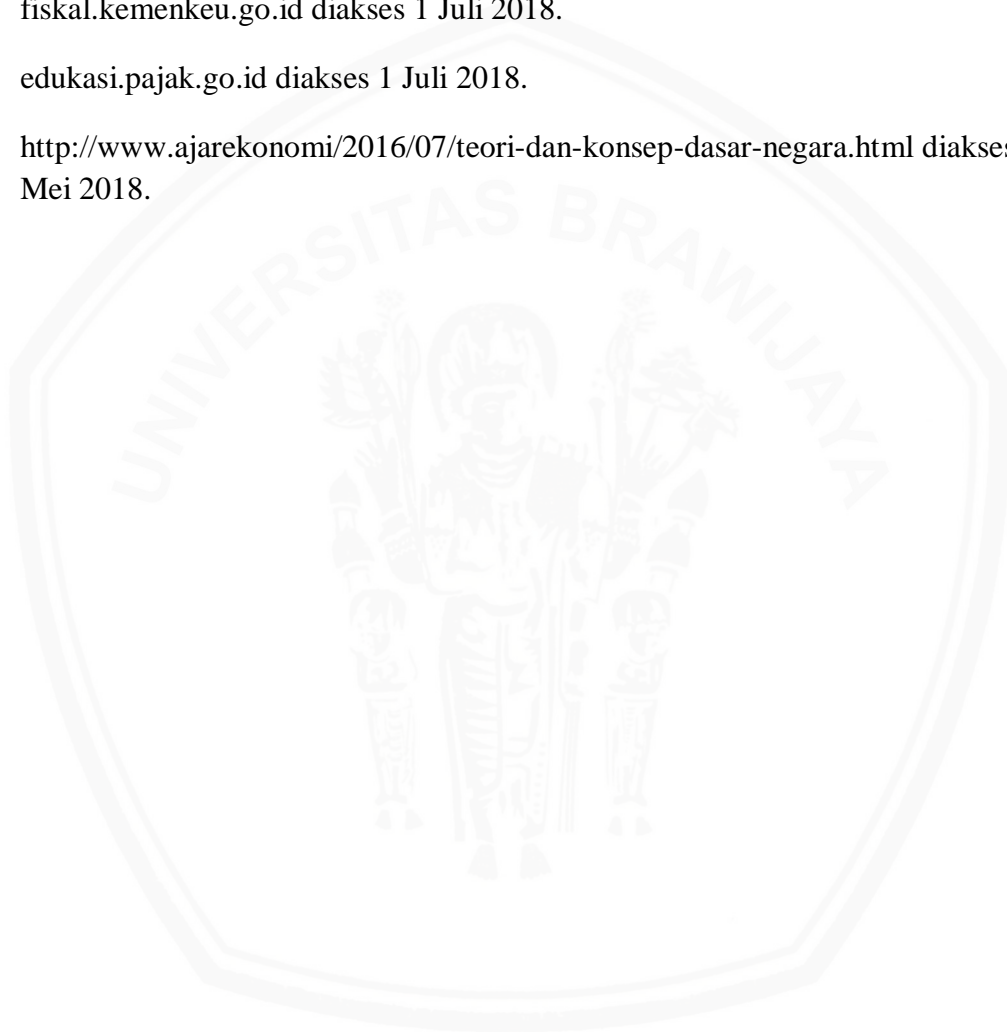 fiskal.kemenkeu.go.id diakses 1 Juli 2018.
edukasi.pajak.go.id diakses 1 Juli 2018.
http://www.ajarekonomi/2016/07/teori-dan-konsep-dasar-negara.html diakses
Mei 2018.
UNIVERSITAS BRAWIJAYA